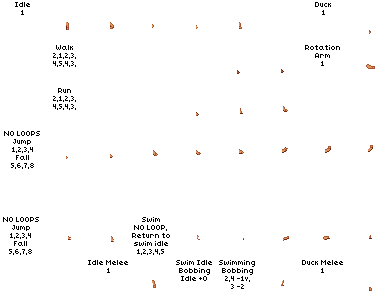 Idle
1
Duck
1
Walk
2,1,2,3,
4,5,4,3,
Rotation
Arm
1
Run
2,1,2,3,
4,5,4,3,
NO LOOPS
Jump
1,2,3,4
Fall
5,6,7,8
NO LOOPS
Jump
1,2,3,4
Fall
5,6,7,8
Swim
NO LOOP,
Return to
swim idle
1,2,3,4,5
Idle Melee
1
Swim Idle
Bobbing
Idle +0
Swimming
Bobbing
2,4 -1v,
3 -2
Duck Melee
1